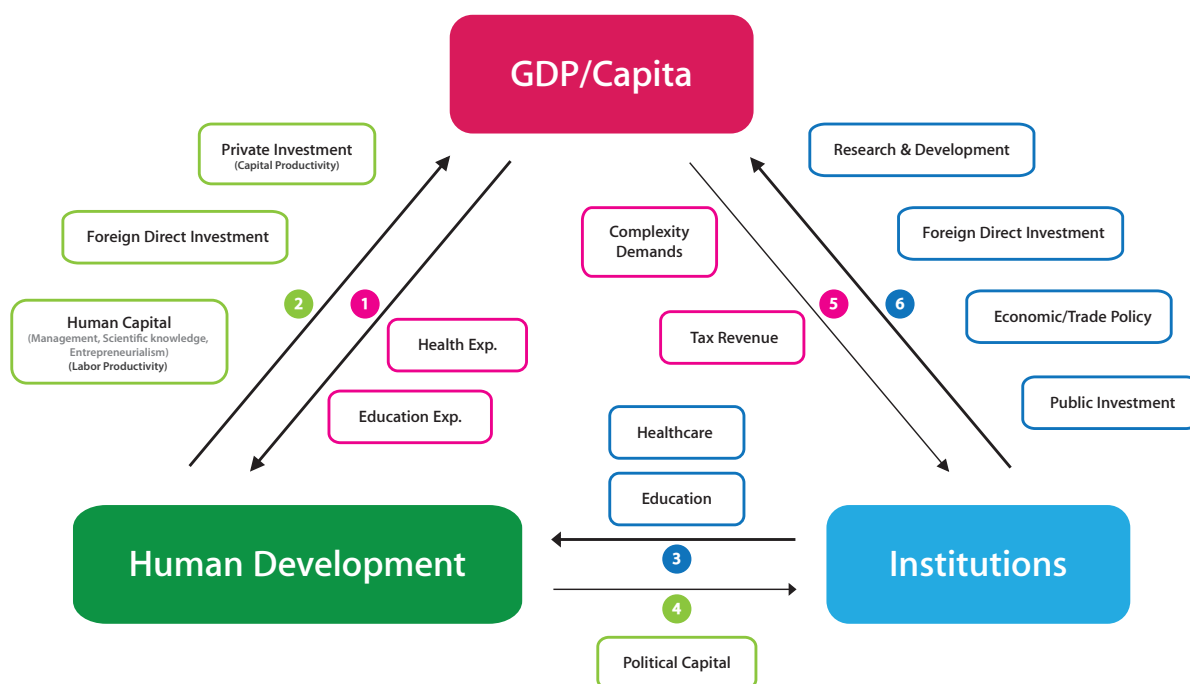 GDP/Capita
Private Investment
(Capital Productivity)
Research & Development
Foreign Direct Investment
Complexity
Demands
Foreign Direct Investment
2
1
5
6
Human Capital
(Management, Scientific knowledge,
Entrepreneurialism)
(Labor Productivity)
Health Exp.
Tax Revenue
Economic/Trade Policy
Education Exp.
Public Investment
Healthcare
Education
Human Development
3
4
Institutions
Political Capital